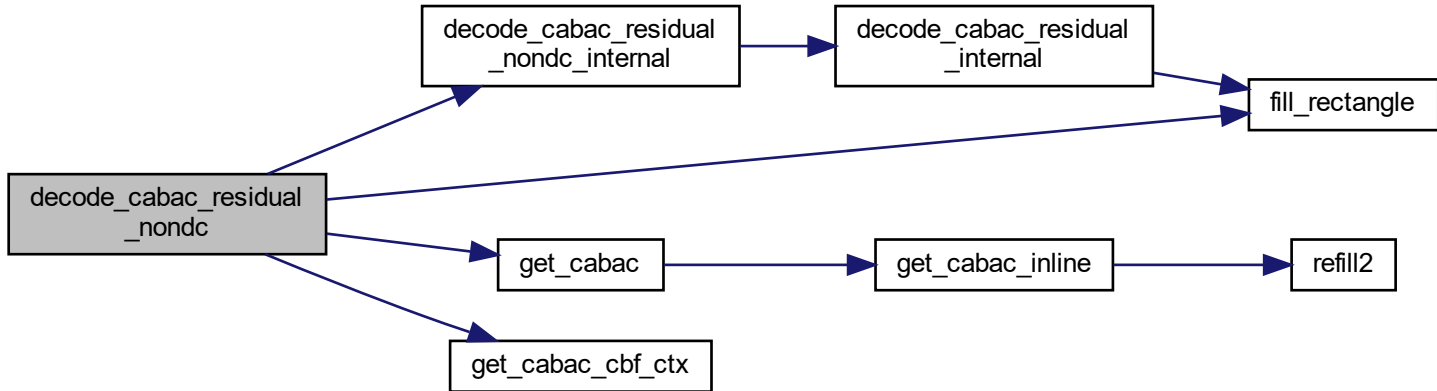 decode_cabac_residual
_nondc_internal
decode_cabac_residual
_internal
fill_rectangle
decode_cabac_residual
_nondc
get_cabac
get_cabac_inline
refill2
get_cabac_cbf_ctx